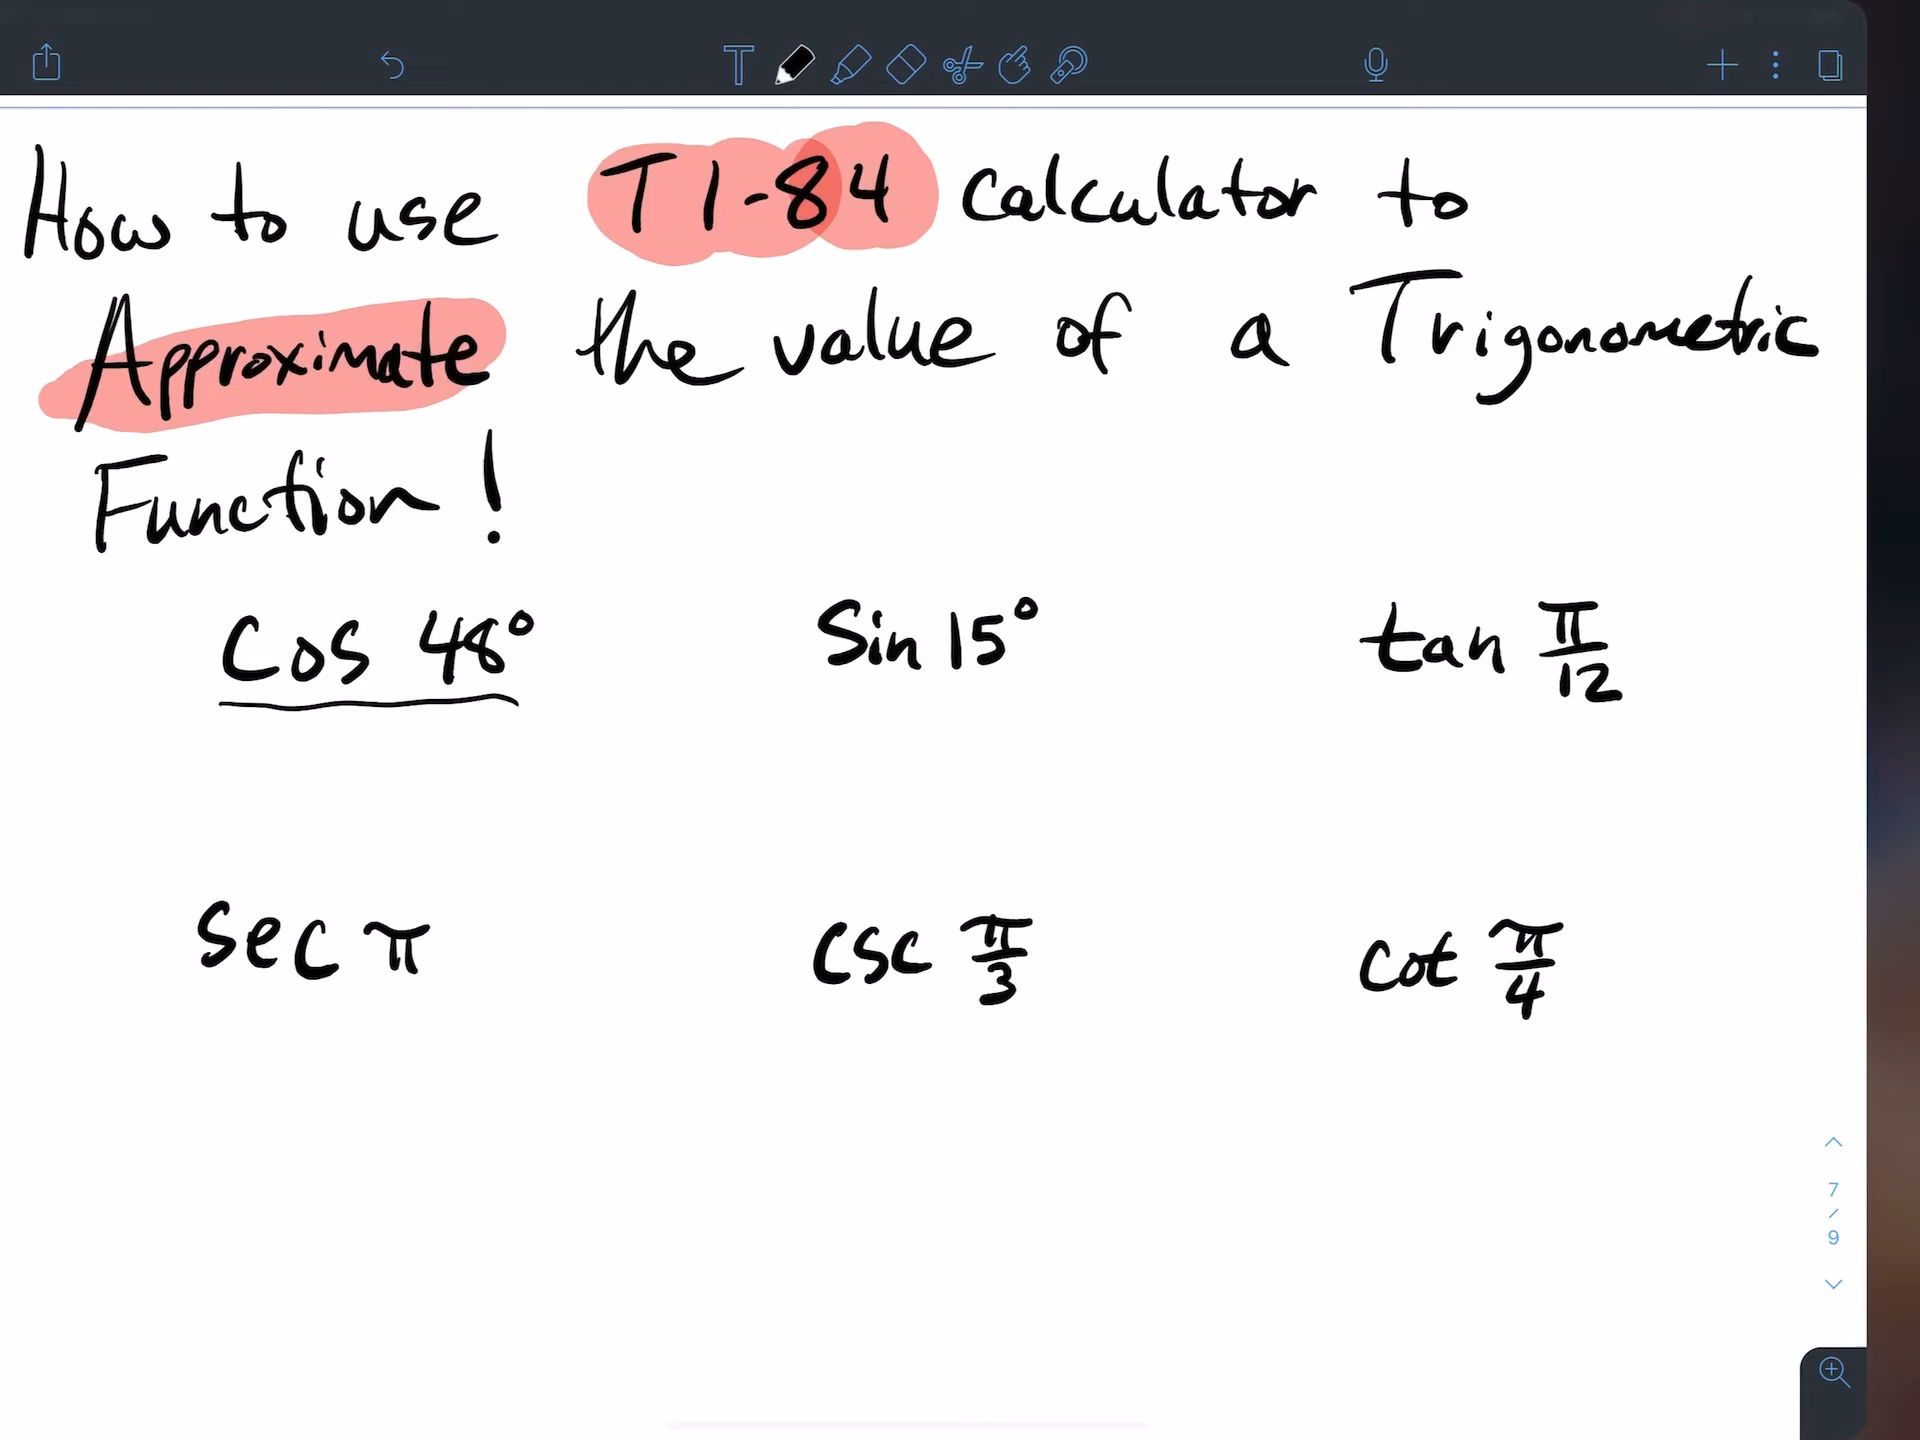 How to use TI-84 calculator to
Approximate the value of a Trigonometric
Function!
Cos 48° Sin 15° tan π/12
sec π csc π/3 cot π/4
7
/
9